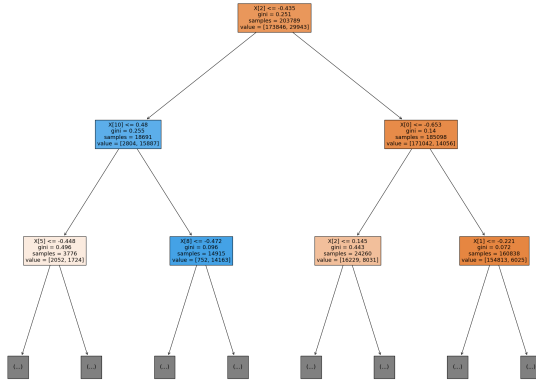 X[2] <= -0.435
gini = 0.251
samples = 203789
value = [173846, 29943]
X[10] <= 0.48
gini = 0.255
samples = 18691
value = [2804, 15887]
X[0] <= -0.653
gini = 0.14
samples = 185098
value = [171042, 14056]
X[5] <= -0.448
gini = 0.496
samples = 3776
value = [2052, 1724]
X[8] <= -0.472
gini = 0.096
samples = 14915
value = [752, 14163]
X[2] <= 0.145
gini = 0.443
samples = 24260
value = [16229, 8031]
X[1] <= -0.221
gini = 0.072
samples = 160838
value = [154813, 6025]
(...)
(...)
(...)
(...)
(...)
(...)
(...)
(...)